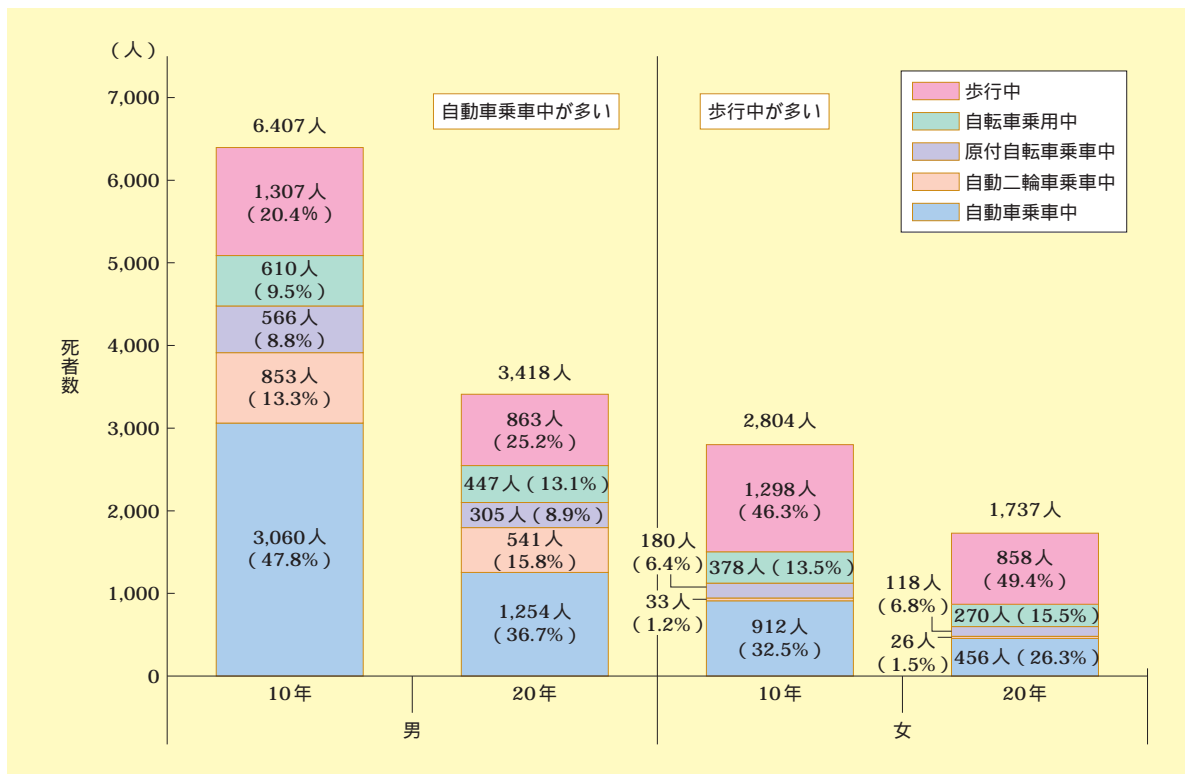 （人）
7,000
6,000
5,000
4,000
3,000
2,000
1,000
0
死者数
自動車乗車中が多い
歩行中が多い
歩行中
自転車乗用中
原付自転車乗車中
自動二輪車乗車中
自動車乗車中
6.407人
1,307人
（20.4％）
610人
（9.5%）
566人
（8.8%）
853人
（13.3%）
3,060人
（47.8%）
3,418人
863人
（25.2%）
447人（13.1%）
305人（8.9%）
541人
（15.8%）
1,254人
（36.7%）
2,804人
1,298人
（46.3%）
378人（13.5%）
180人
（6.4%）
33人
（1.2%）
912人
（32.5%）
1,737人
858人
（49.4%）
270人（15.5%）
118人
（6.8%）
26人
（1.5%）
456人（26.3%）
10年
20年
10年
20年
男
女